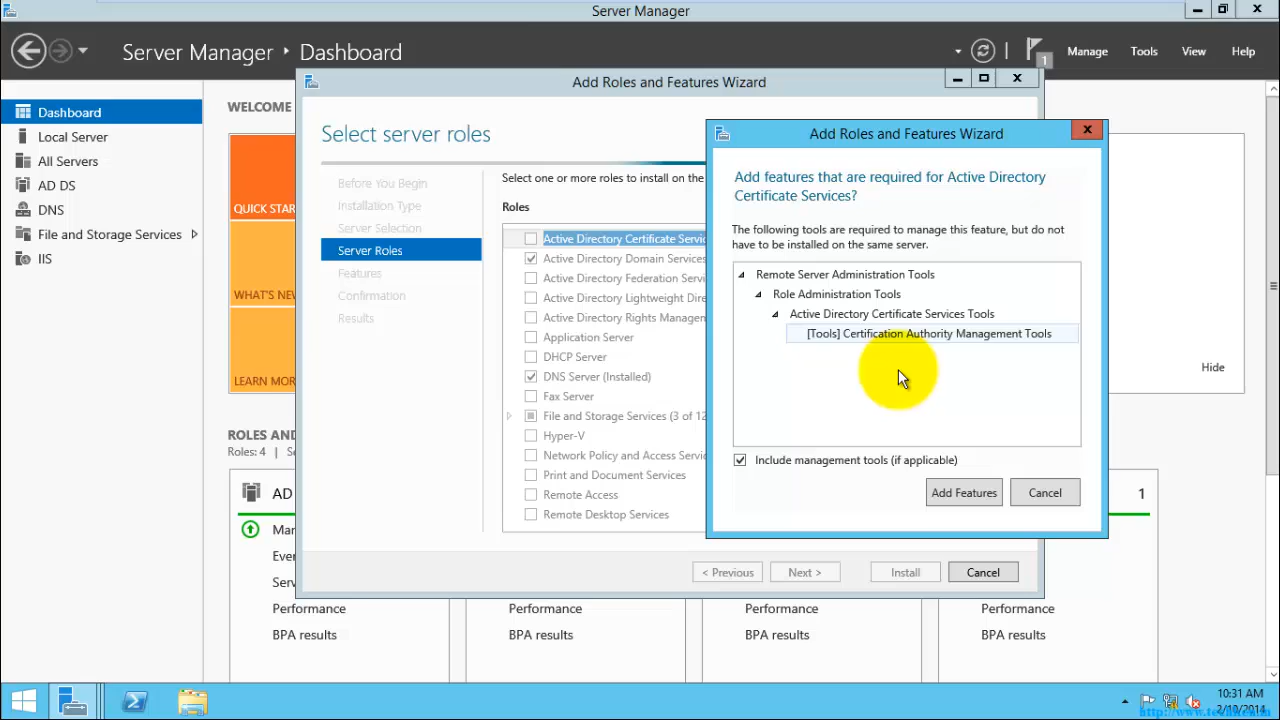 Server Manager
Server Manager
Dashboard
1
Manage
Tools
View
Help
Dashboard
Local Server
All Servers
AD DS
DNS
File and Storage Services
IIS
WELCOME
QUICK STAR
WHAT'S NEW
LEARN MOR
Hide
ROLES AND
Roles: 4 | Se
AD
1
Man
Even
Serv
Performance
BPA results
Performance
BPA results
Performance
BPA results
Performance
BPA results
Add Roles and Features Wizard
Select server roles
Before You Begin
Installation Type
Server Selection
Server Roles
Features
Confirmation
Results
Select one or more roles to install on the
Roles
Active Directory Certificate Servic
Active Directory Domain Services
Active Directory Federation Servi
Active Directory Lightweight Dire
Active Directory Rights Managem
Application Server
DHCP Server
DNS Server (Installed)
Fax Server
File and Storage Services (3 of 12
Hyper-V
Network Policy and Access Servic
Print and Document Services
Remote Access
Remote Desktop Services
< Previous
Next >
Install
Cancel
Add Roles and Features Wizard
Add features that are required for Active Directory
Certificate Services?
The following tools are required to manage this feature, but do not
have to be installed on the same server.
Remote Server Administration Tools
Role Administration Tools
Active Directory Certificate Services Tools
[Tools] Certification Authority Management Tools
Include management tools (if applicable)
Add Features
Cancel
10:31 AM